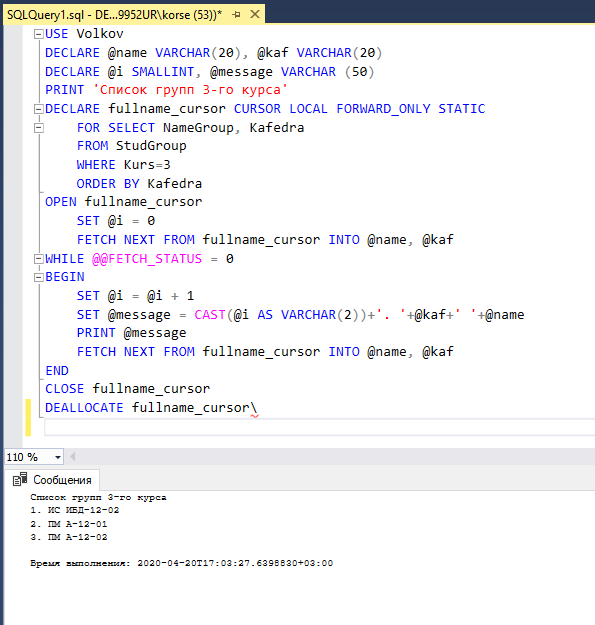 SQLQuery1.sql - DE...9952UR\korse (53))*
USE Volkov
DECLARE @name VARCHAR(20), @kaf VARCHAR(20)
DECLARE @i SMALLINT, @message VARCHAR (50)
PRINT 'Список групп 3-го курса'
DECLARE fullname_cursor CURSOR LOCAL FORWARD_ONLY STATIC
    FOR SELECT NameGroup, Kafedra
    FROM StudGroup
    WHERE Kurs=3
    ORDER BY Kafedra
OPEN fullname_cursor
    SET @i = 0
    FETCH NEXT FROM fullname_cursor INTO @name, @kaf
WHILE @@FETCH_STATUS = 0
BEGIN
    SET @i = @i + 1
    SET @message = CAST(@i AS VARCHAR(2))+'. '+@kaf+' '+@name
    PRINT @message
    FETCH NEXT FROM fullname_cursor INTO @name, @kaf
END
CLOSE fullname_cursor
DEALLOCATE fullname_cursor\
110 %
Сообщения
Список групп 3-го курса
1. ИС ИБД-12-02
2. ПМ А-12-01
3. ПМ А-12-02
Время выполнения: 2020-04-20T17:03:27.6398830+03:00